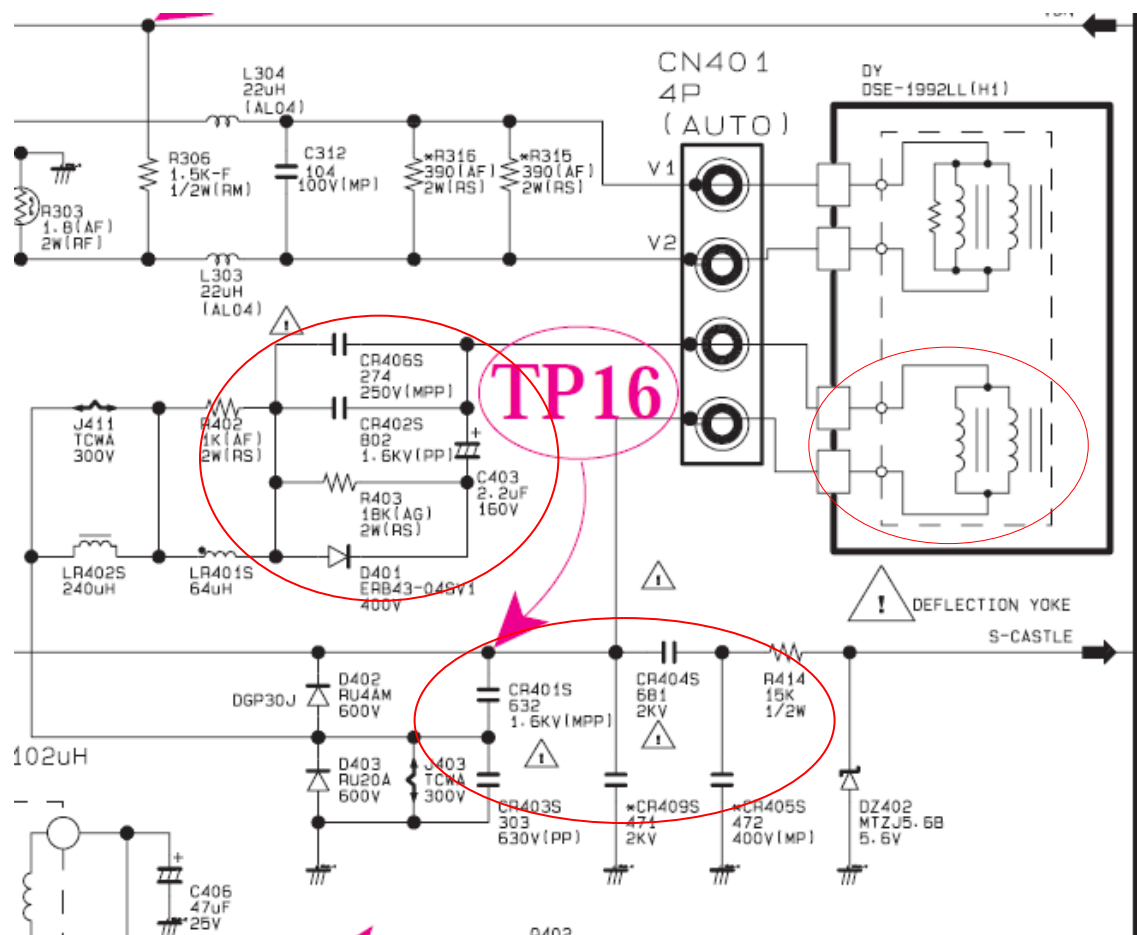 CN401
4P
(AUTO)
DY
DSE-1992LL(H1)
L304
22uH
(AL04)
R306
1.5K-F
1/2W(RM)
C312
104
100V(MP)
*R316
390(AF)
2W(RS)
*R315
390(AF)
2W(RS)
V1
V2
R303
1.8(AF)
2W(RF)
L303
22uH
(AL04)
!
CR406S
274
250V(MPP)
TP16
J411
TCWA
300V
R402
1K(AF)
2W(RS)
CR402S
802
1.6KV(PP)
+
C403
2.2uF
160V
R403
18K(AG)
2W(RS)
LR402S
240uH
LR401S
64uH
D401
ERB43-04SV1
400V
!
!
DEFLECTION YOKE
S-CASTLE
DGP30J
D402
RU4AM
600V
CR401S
632
1.6KV(MPP)
CR404S
681
2KV
R414
15K
1/2W
!
!
102uH
D403
RU20A
600V
J403
TCWA
300V
CR403S
303
630V(PP)
*CR409S
471
2KV
*CR405S
472
400V(MP)
DZ402
MTZJ5.6B
5.6V
+
C406
47uF
25V